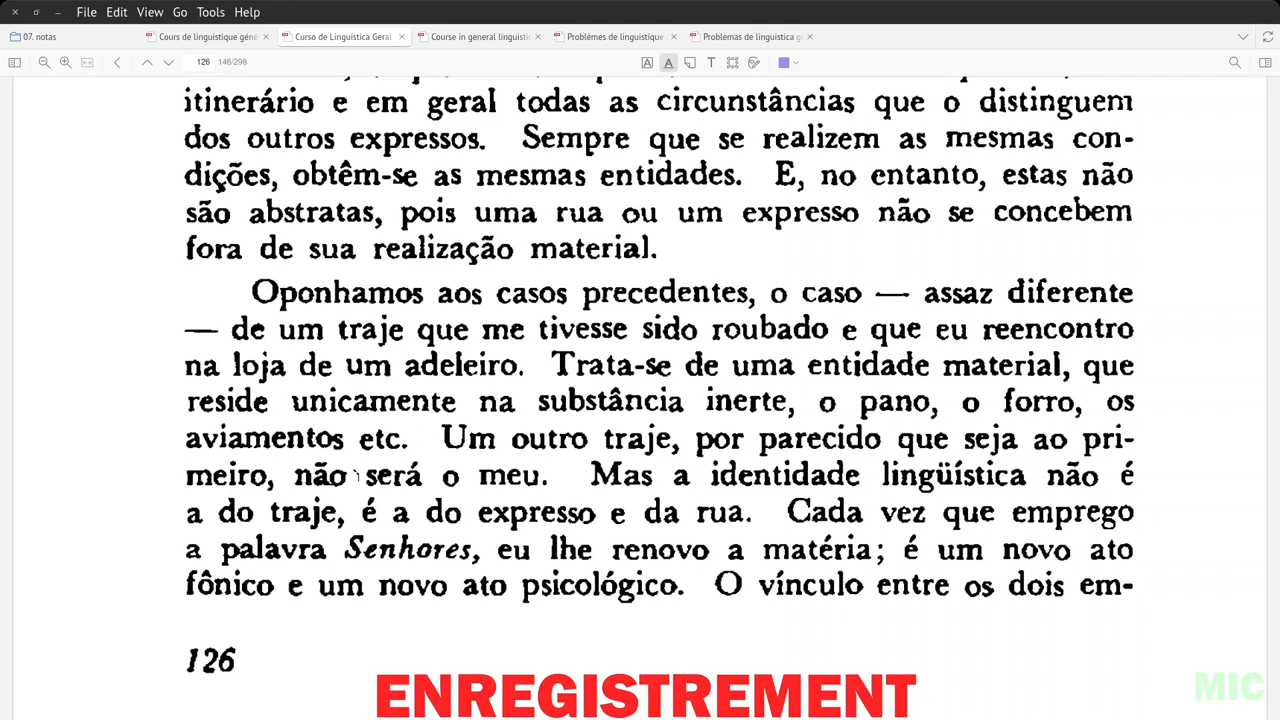 File Edit View Go Tools Help
07. notas
Cours de linguistique géné
Curso de Linguística Geral
Course in general linguisti
Problèmes de linguistique
Problemas de linguistica g
126 146/298
itinerário e em geral todas as circunstâncias que o distinguem
dos outros expressos. Sempre que se realizem as mesmas con-
dições, obtêm-se as mesmas entidades. E, no entanto, estas não
são abstratas, pois uma rua ou um expresso não se concebem
fora de sua realização material.
Oponhamos aos casos precedentes, o caso — assaz diferente
— de um traje que me tivesse sido roubado e que eu reencontro
na loja de um adeleiro. Trata-se de uma entidade material, que
reside unicamente na substância inerte, o pano, o forro, os
aviamentos etc. Um outro traje, por parecido que seja ao pri-
meiro, não será o meu. Mas a identidade lingüística não é
a do traje, é a do expresso e da rua. Cada vez que emprego
a palavra Senhores, eu lhe renovo a matéria; é um novo ato
fônico e um novo ato psicológico. O vínculo entre os dois em-
126
ENREGISTREMENT
MIC